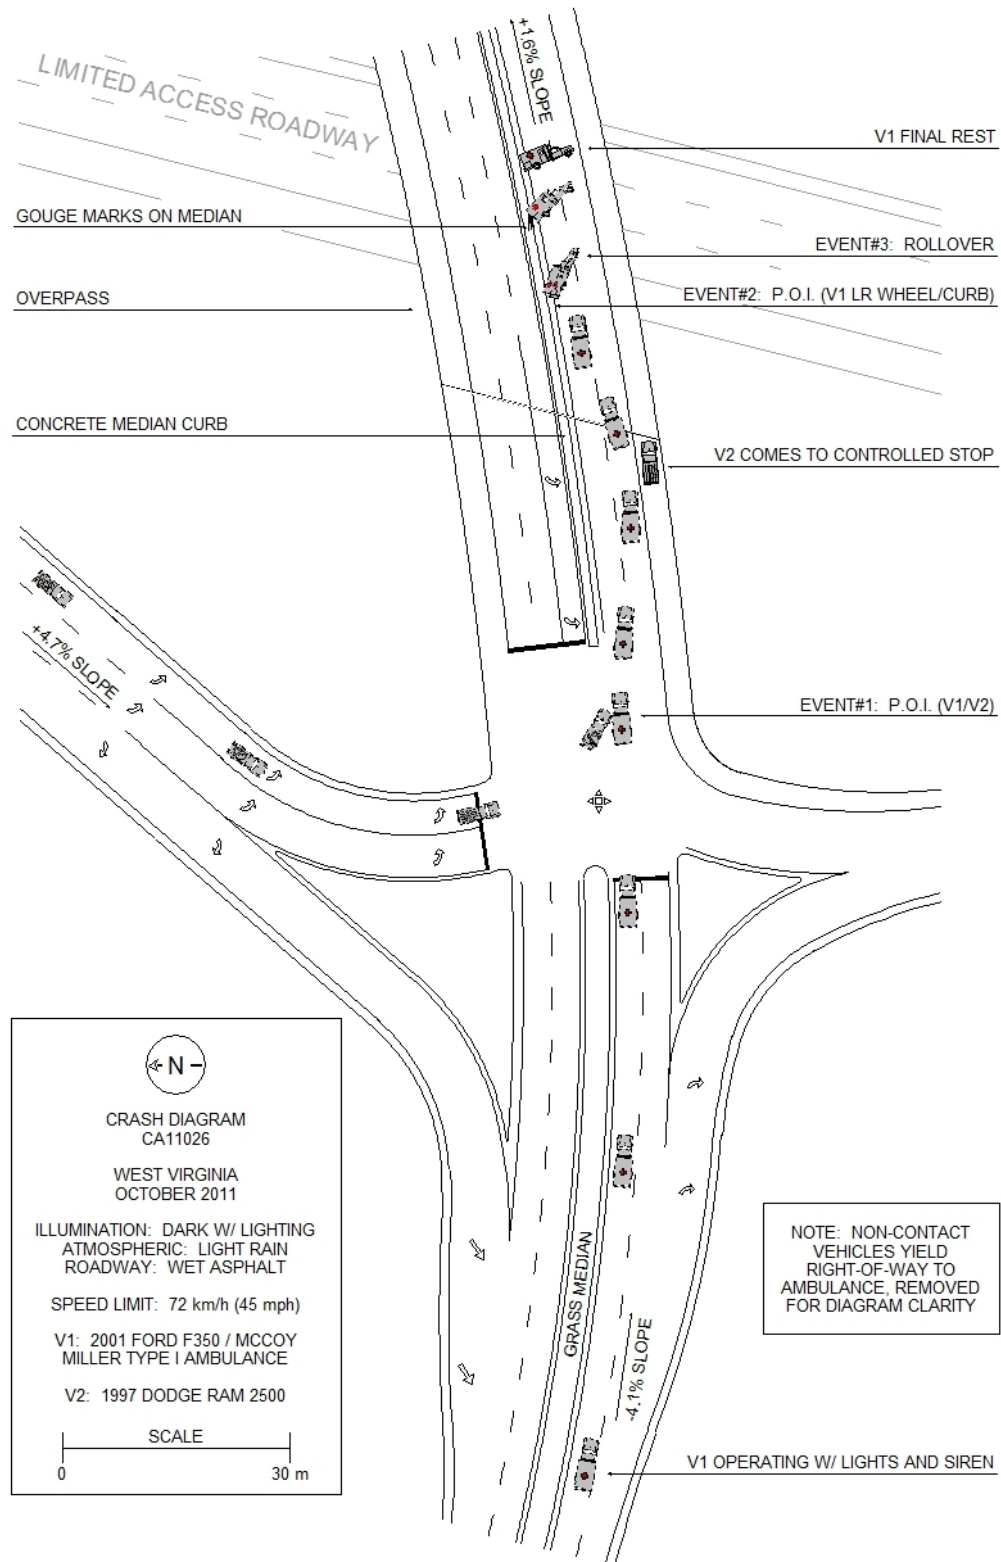 +1.6% SLOPE
LIMITED ACCESS ROADWAY
V1 FINAL REST
GOUGE MARKS ON MEDIAN
EVENT#3: ROLLOVER
OVERPASS
EVENT#2: P.O.I. (V1 LR WHEEL/CURB)
CONCRETE MEDIAN CURB
V2 COMES TO CONTROLLED STOP
+4.7% SLOPE
EVENT#1: P.O.I. (V1/V2)
N
CRASH DIAGRAM
CA11026
WEST VIRGINIA
OCTOBER 2011
ILLUMINATION: DARK W/ LIGHTING
ATMOSPHERIC: LIGHT RAIN
ROADWAY: WET ASPHALT
SPEED LIMIT: 72 km/h (45 mph)
V1: 2001 FORD F350 / MCCOY
MILLER TYPE I AMBULANCE
V2: 1997 DODGE RAM 2500
SCALE
0 30 m
GRASS MEDIAN
-4.1% SLOPE
NOTE: NON-CONTACT
VEHICLES YIELD
RIGHT-OF-WAY TO
AMBULANCE, REMOVED
FOR DIAGRAM CLARITY
V1 OPERATING W/ LIGHTS AND SIREN